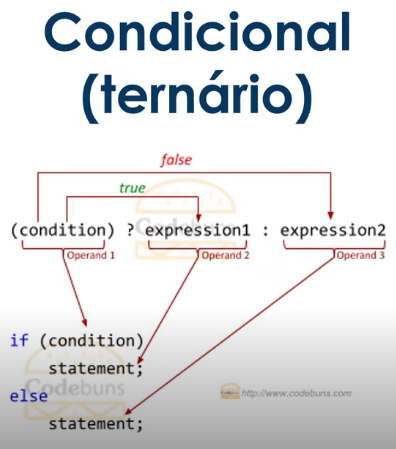 Condicional
(ternário)
false
true
(condition) ? expression1 : expression2
Operand 1 Operand 2 Operand 3
if (condition)
statement;
else
statement;
Codebuns
Codebuns
http://www.codebuns.com